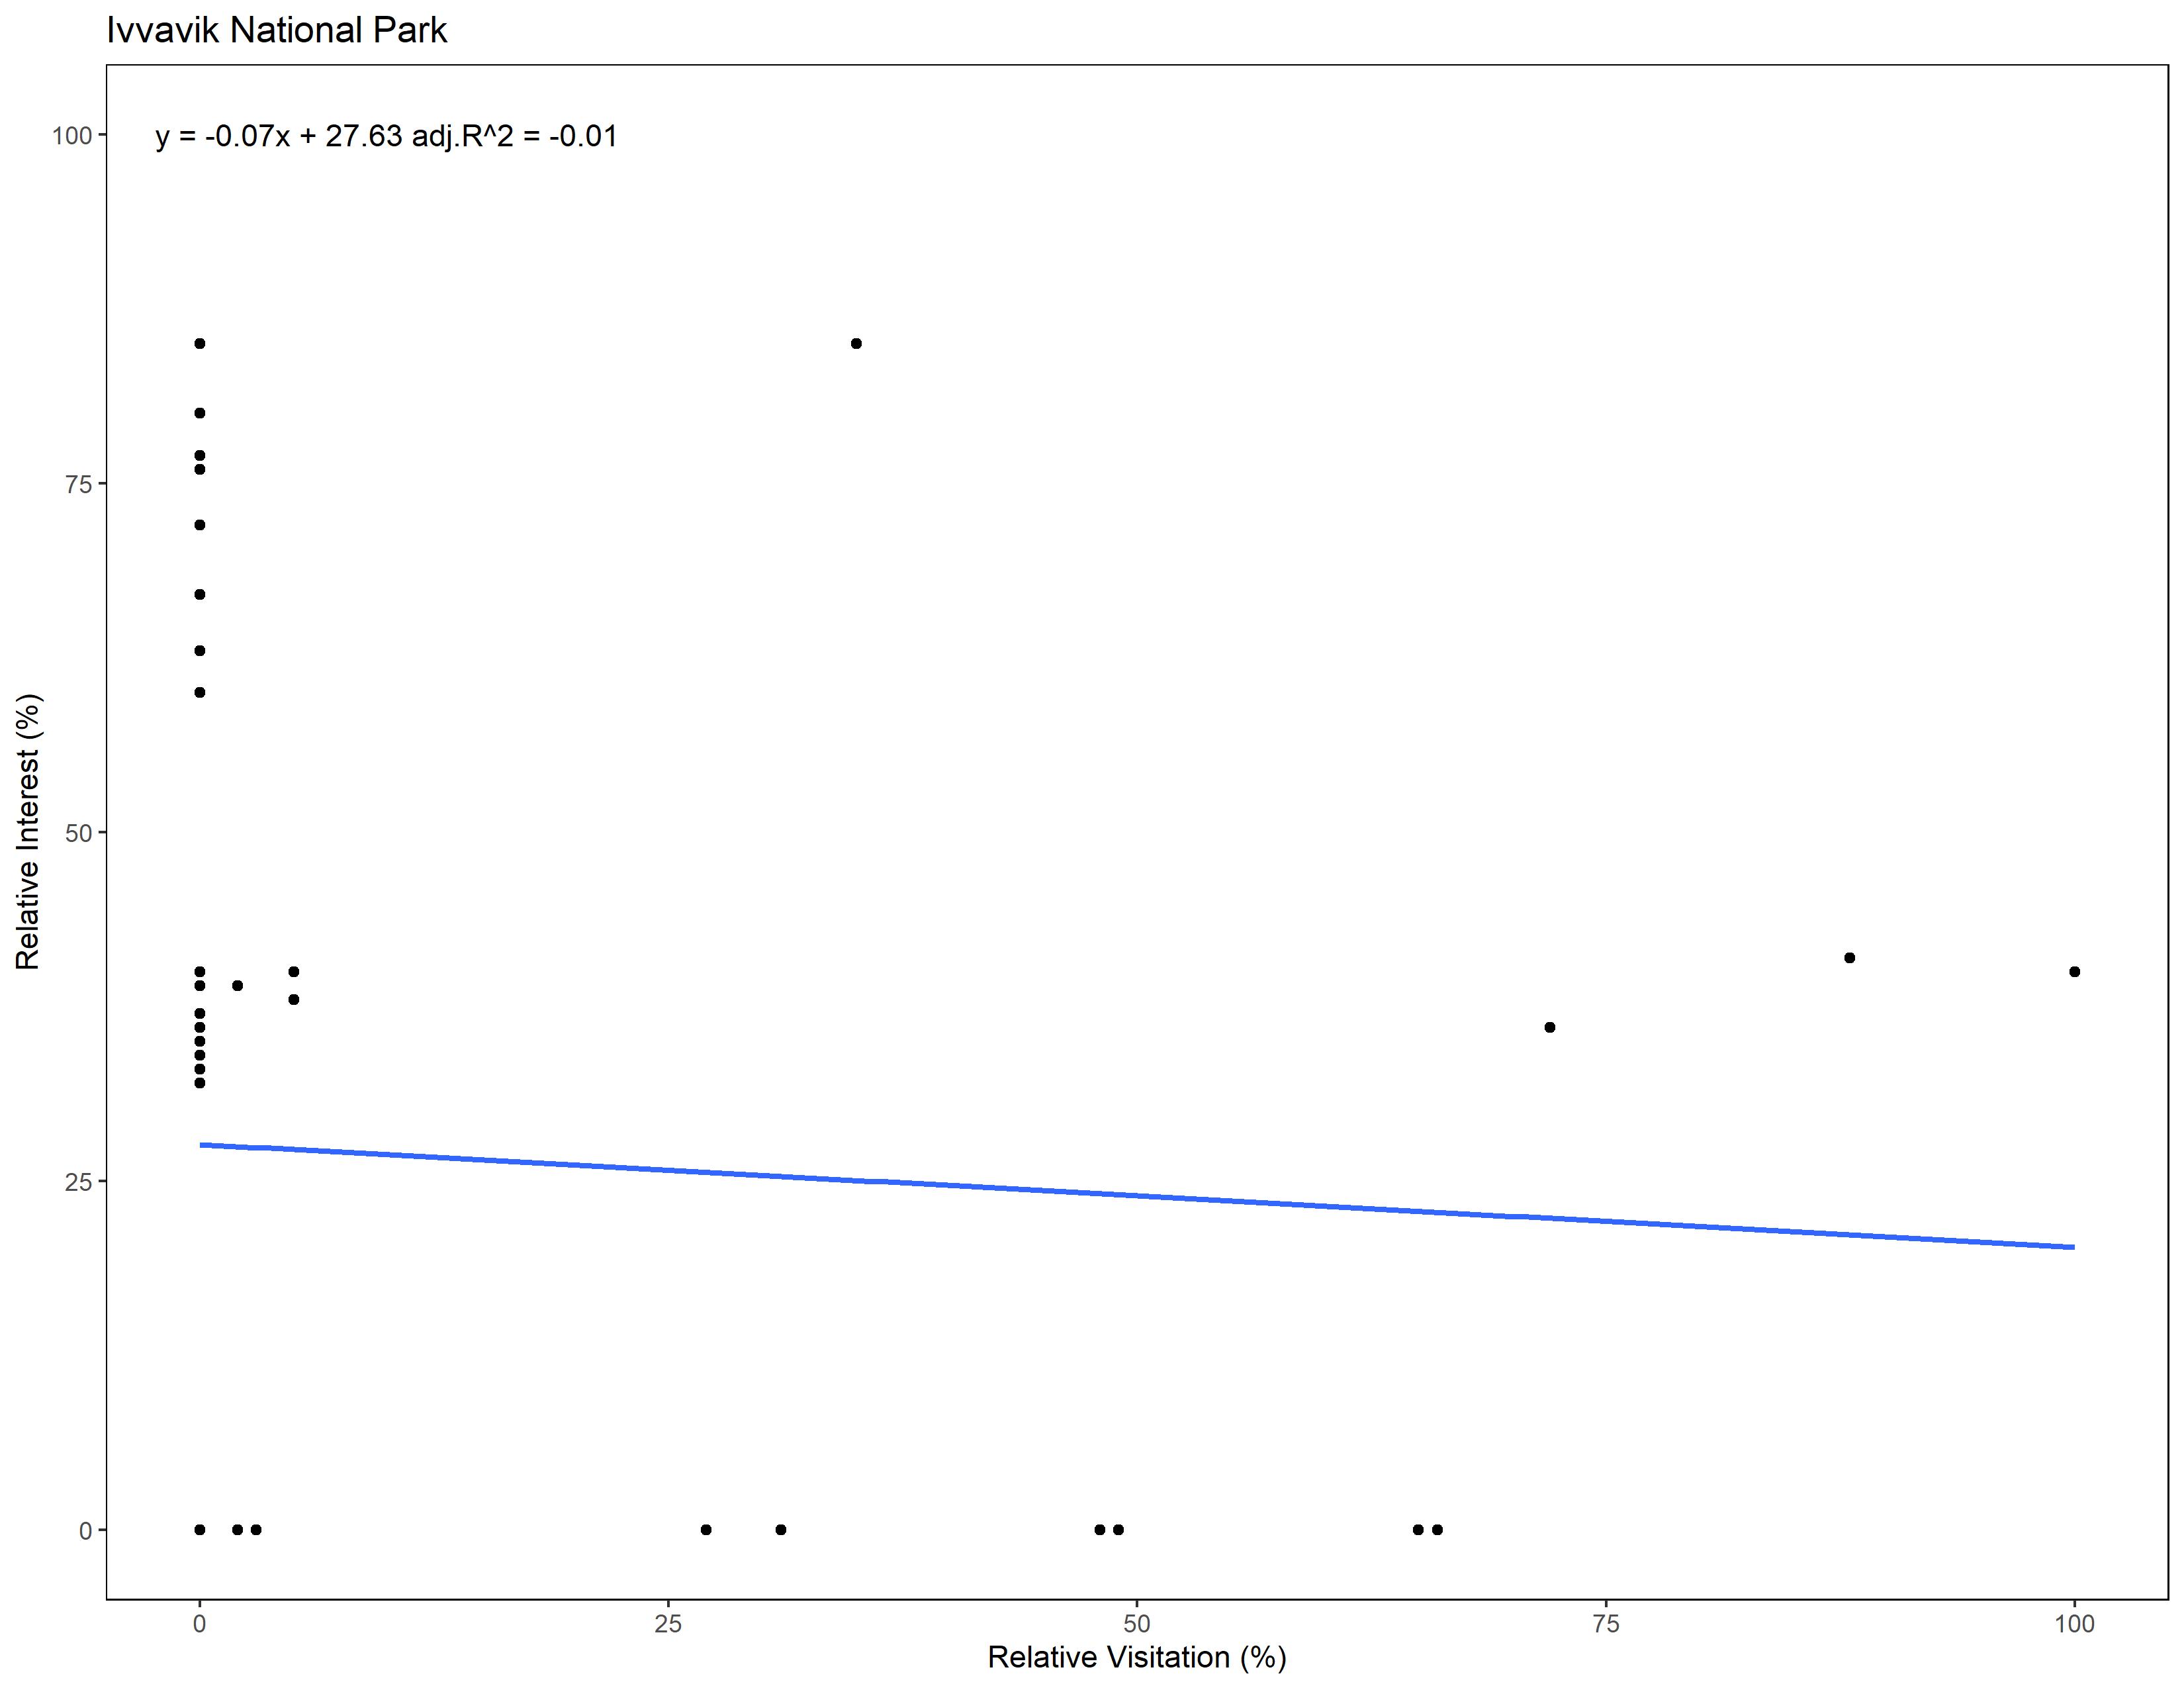 Ivvavik National Park
y = -0.07x + 27.63 adj.R^2 = -0.01
100
75
50
25
0
Relative Interest (%)
0 25 50 75 100
Relative Visitation (%)